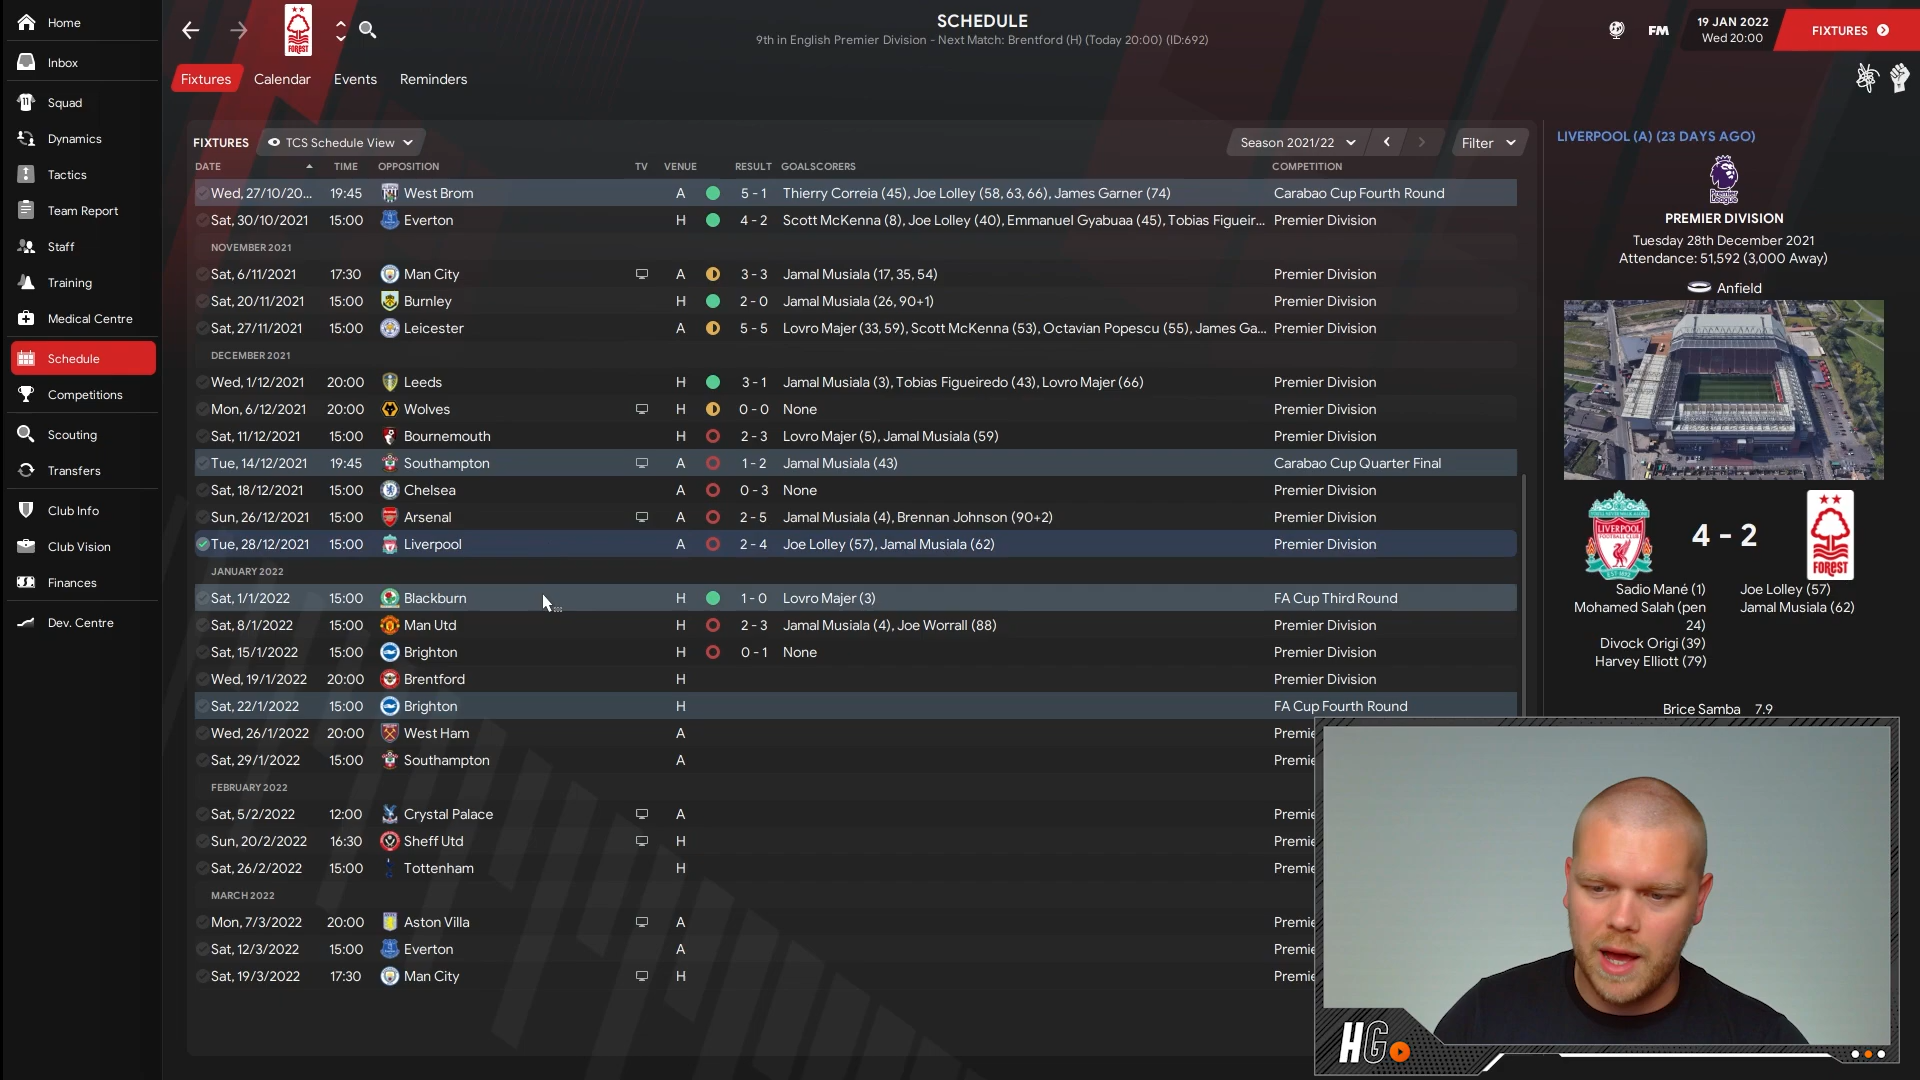 Home
Inbox
Squad
Dynamics
Tactics
Team Report
Staff
Training
Medical Centre
Schedule
Competitions
Scouting
Transfers
Club Info
Club Vision
Finances
Dev. Centre
FOREST
SCHEDULE
9th in English Premier Division - Next Match: Brentford (H) (Today 20:00) (ID:692)
FM
19 JAN 2022
Wed 20:00
FIXTURES
Fixtures Calendar Events Reminders
FIXTURES TCS Schedule View Season 2021/22 Filter
DATE TIME OPPOSITION TV VENUE RESULT GOALSCORERS COMPETITION
Wed, 27/10/20... 19:45 West Brom A 5 - 1 Thierry Correia (45), Joe Lolley (58, 63, 66), James Garner (74) Carabao Cup Fourth Round
Sat, 30/10/2021 15:00 Everton H 4 - 2 Scott McKenna (8), Joe Lolley (40), Emmanuel Gyabuaa (45), Tobias Figueir... Premier Division
NOVEMBER 2021
Sat, 6/11/2021 17:30 Man City A 3 - 3 Jamal Musiala (17, 35, 54) Premier Division
Sat, 20/11/2021 15:00 Burnley H 2 - 0 Jamal Musiala (26, 90+1) Premier Division
Sat, 27/11/2021 15:00 Leicester A 5 - 5 Lovro Majer (33, 59), Scott McKenna (53), Octavian Popescu (55), James Ga... Premier Division
DECEMBER 2021
Wed, 1/12/2021 20:00 Leeds H 3 - 1 Jamal Musiala (3), Tobias Figueiredo (43), Lovro Majer (66) Premier Division
Mon, 6/12/2021 20:00 Wolves H 0 - 0 None Premier Division
Sat, 11/12/2021 15:00 Bournemouth H 2 - 3 Lovro Majer (5), Jamal Musiala (59) Premier Division
Tue, 14/12/2021 19:45 Southampton A 1 - 2 Jamal Musiala (43) Carabao Cup Quarter Final
Sat, 18/12/2021 15:00 Chelsea A 0 - 3 None Premier Division
Sun, 26/12/2021 15:00 Arsenal A 2 - 5 Jamal Musiala (4), Brennan Johnson (90+2) Premier Division
Tue, 28/12/2021 15:00 Liverpool A 2 - 4 Joe Lolley (57), Jamal Musiala (62) Premier Division
JANUARY 2022
Sat, 1/1/2022 15:00 Blackburn H 1 - 0 Lovro Majer (3) FA Cup Third Round
Sat, 8/1/2022 15:00 Man Utd H 2 - 3 Jamal Musiala (4), Joe Worrall (88) Premier Division
Sat, 15/1/2022 15:00 Brighton H 0 - 1 None Premier Division
Wed, 19/1/2022 20:00 Brentford H Premier Division
Sat, 22/1/2022 15:00 Brighton H FA Cup Fourth Round
Wed, 26/1/2022 20:00 West Ham A Premie
Sat, 29/1/2022 15:00 Southampton A Premie
FEBRUARY 2022
Sat, 5/2/2022 12:00 Crystal Palace A Premie
Sun, 20/2/2022 16:30 Sheff Utd H Premie
Sat, 26/2/2022 15:00 Tottenham H Premie
MARCH 2022
Mon, 7/3/2022 20:00 Aston Villa A Premie
Sat, 12/3/2022 15:00 Everton A Premie
Sat, 19/3/2022 17:30 Man City H Premie
LIVERPOOL (A) (23 DAYS AGO)
PREMIER DIVISION
Tuesday 28th December 2021
Attendance: 51,592 (3,000 Away)
Anfield
4 - 2
LIVERPOOL
FOREST
Sadio Mané (1) Joe Lolley (57)
Mohamed Salah (pen Jamal Musiala (62)
24)
Divock Origi (39)
Harvey Elliott (79)
Brice Samba 7.9
HG